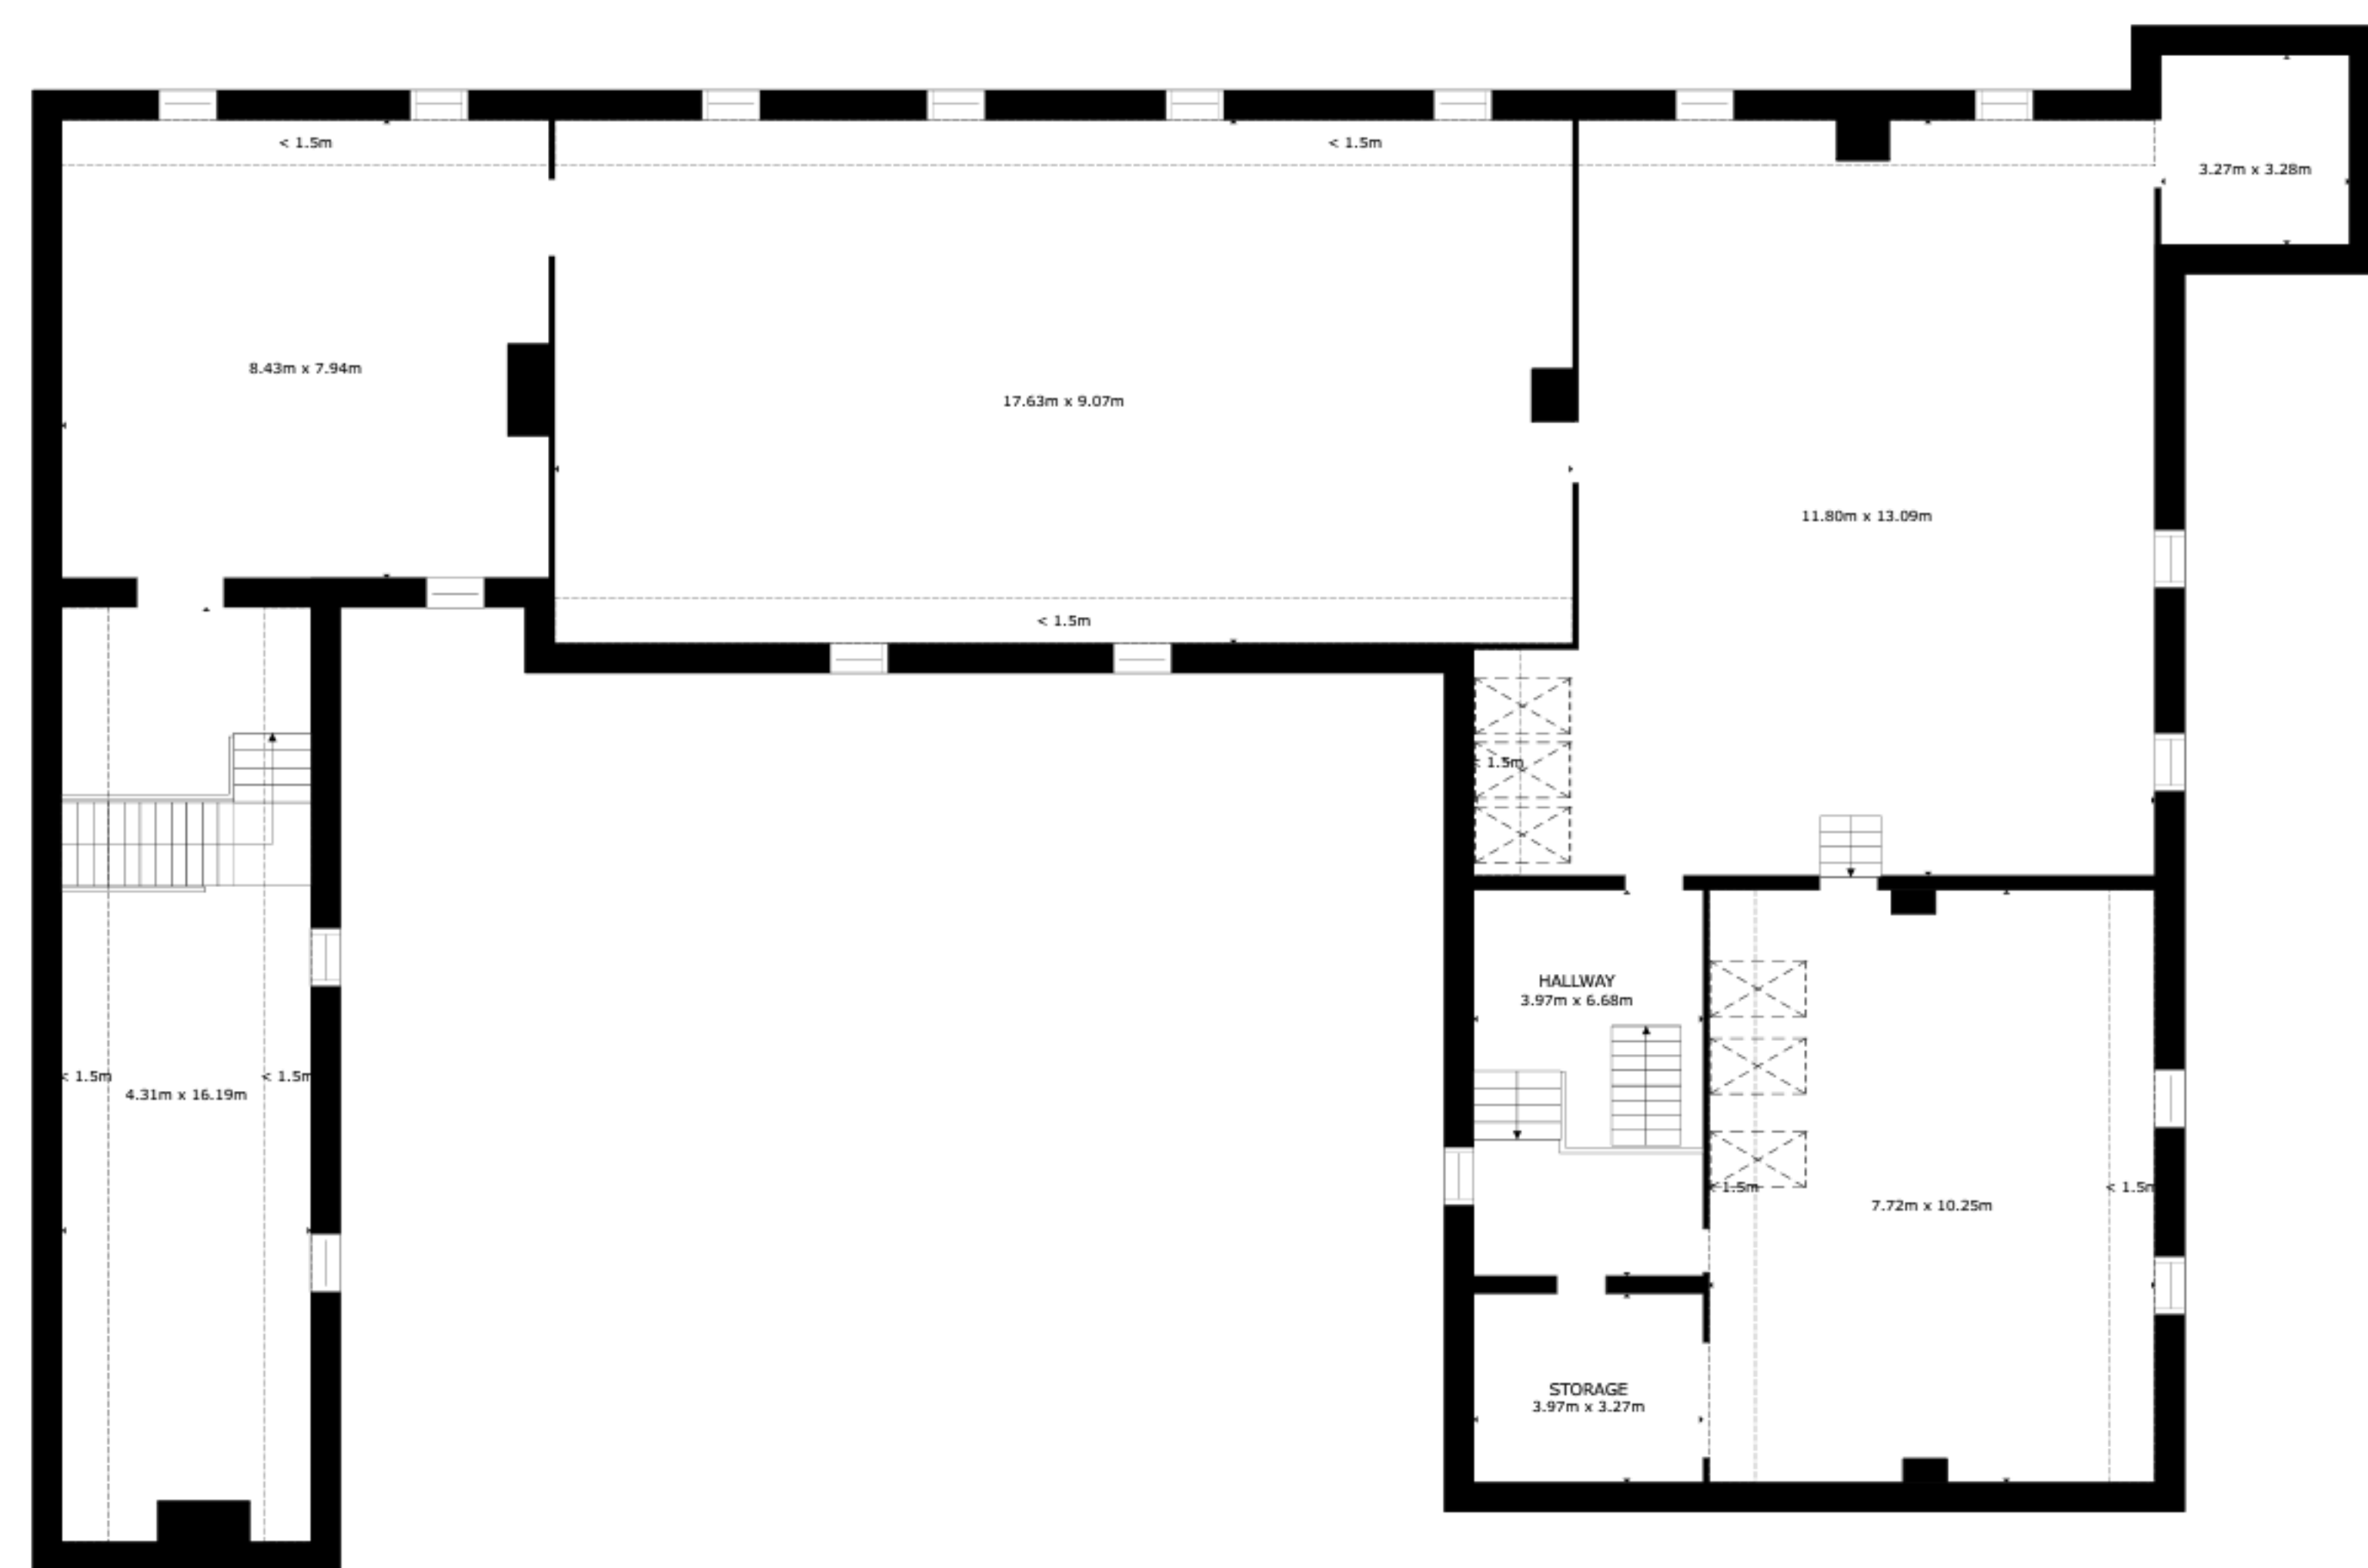 < 1.5m
< 1.5m
3.27m x 3.28m
8.43m x 7.94m
17.63m x 9.07m
11.80m x 13.09m
< 1.5m
< 1.5m
HALLWAY
3.97m x 6.68m
< 1.5m
< 1.5m
4.31m x 16.19m
< 1.5m
< 1.5m
7.72m x 10.25m
STORAGE
3.97m x 3.27m